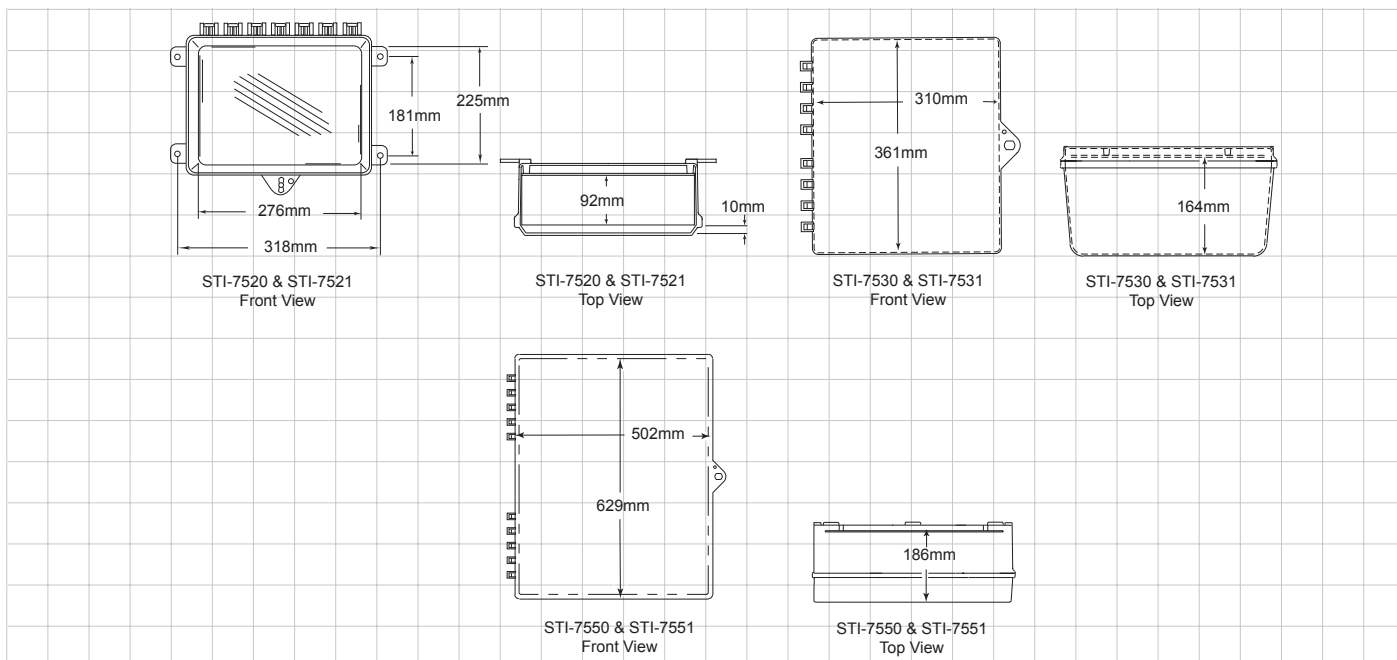 225mm
181mm
276mm
318mm
STI-7520 & STI-7521
Front View
92mm
10mm
STI-7520 & STI-7521
Top View
310mm
361mm
STI-7530 & STI-7531
Front View
164mm
STI-7530 & STI-7531
Top View
502mm
629mm
STI-7550 & STI-7551
Front View
186mm
STI-7550 & STI-7551
Top View